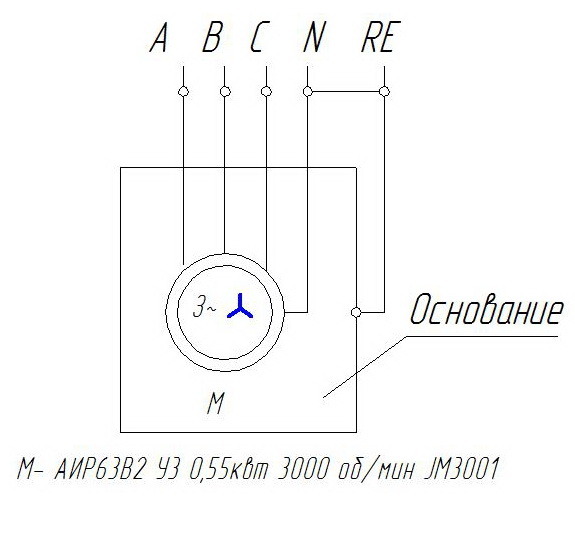 A B C N RE
3~
Основание
М
М- АИР63В2 У3 0,55квт 3000 об/мин JM3001